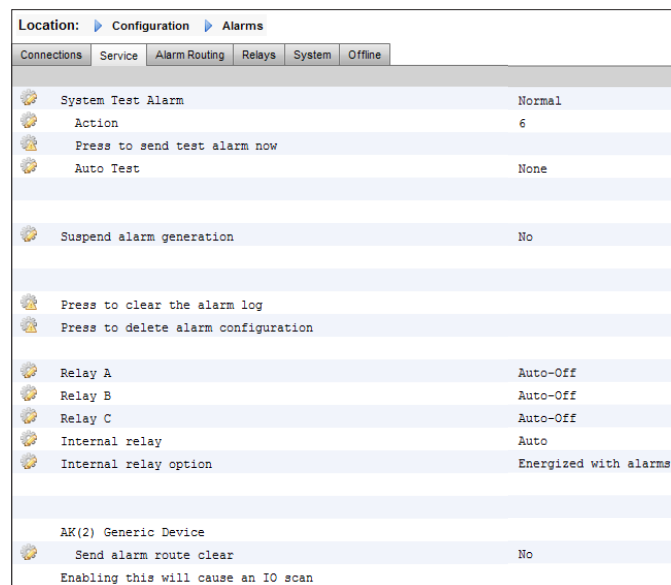 Location: Configuration Alarms
Connections Service Alarm Routing Relays System Offline
System Test Alarm Normal
Action 6
Press to send test alarm now
Auto Test None
Suspend alarm generation No
Press to clear the alarm log
Press to delete alarm configuration
Relay A Auto-Off
Relay B Auto-Off
Relay C Auto-Off
Internal relay Auto
Internal relay option Energized with alarms
AK(2) Generic Device
Send alarm route clear No
Enabling this will cause an IO scan